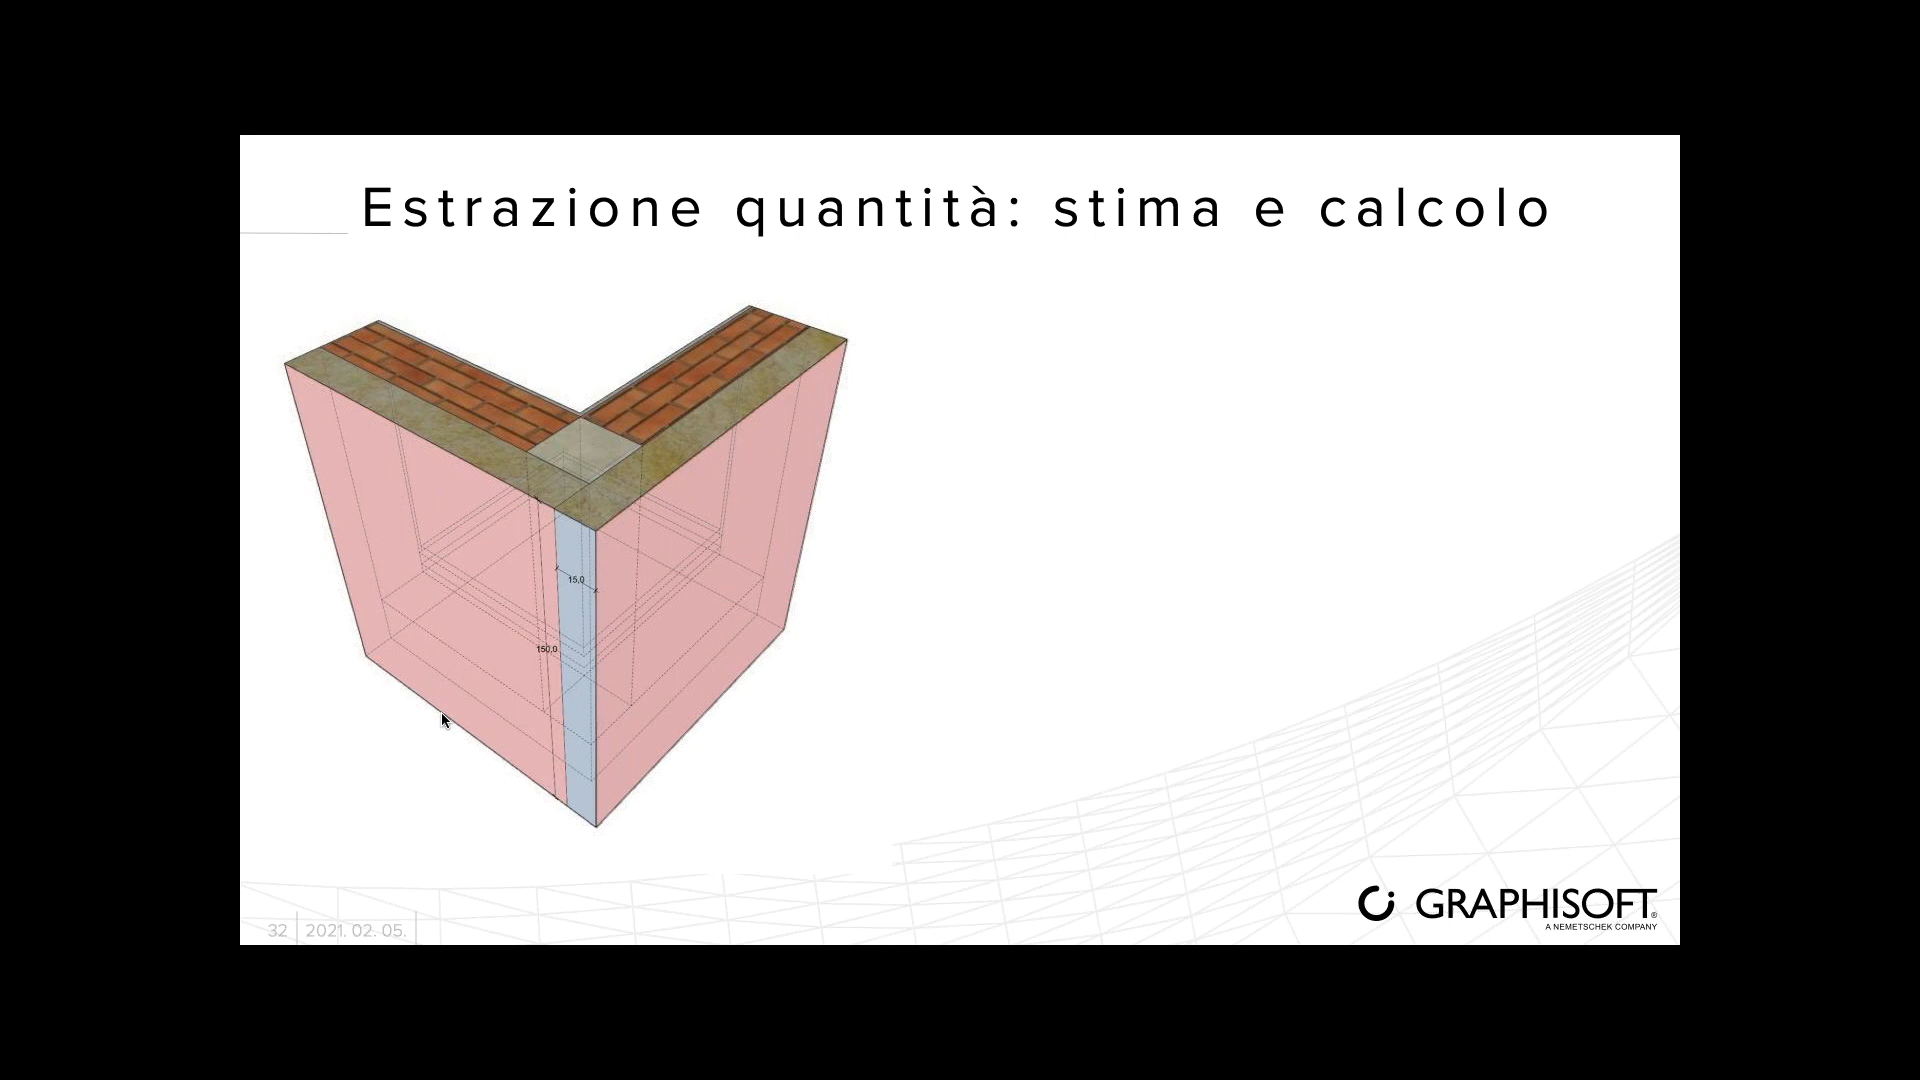 Estrazione quantità: stima e calcolo
15,0
150,0
GRAPHISOFT®
A NEMETSCHEK COMPANY
32 2021. 02. 05.